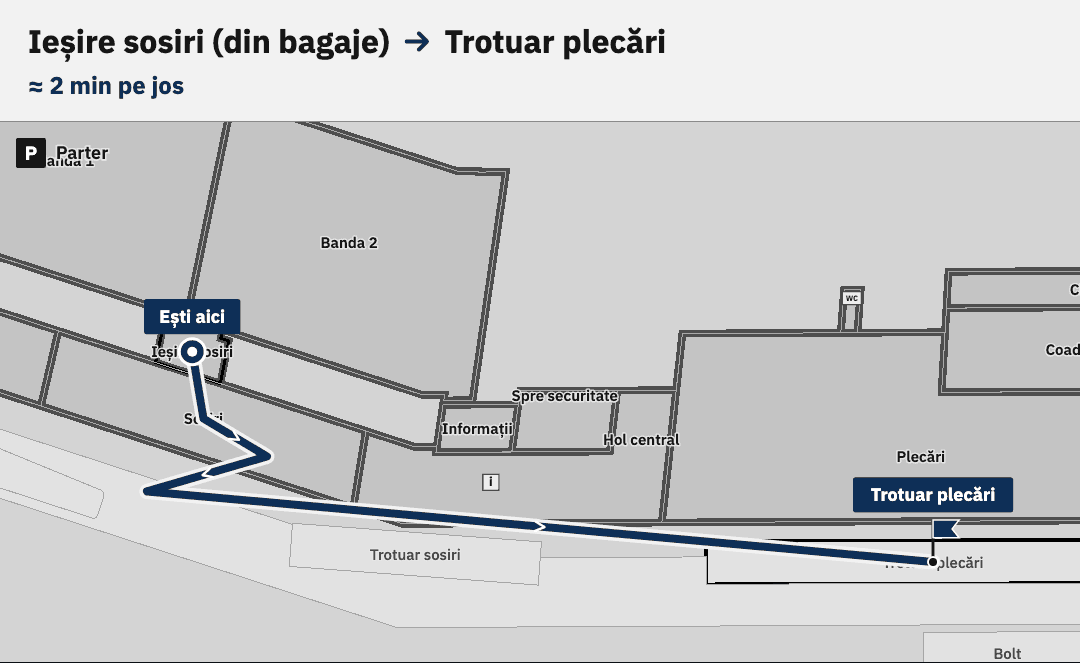 Ieșire sosiri (din bagaje) → Trotuar plecări
≈ 2 min pe jos
P Parter
Banda 2
wc
Ești aici
Spre securitate
Informații
Hol central
Plecări
i
Trotuar plecări
Trotuar sosiri
plecări
Bolt